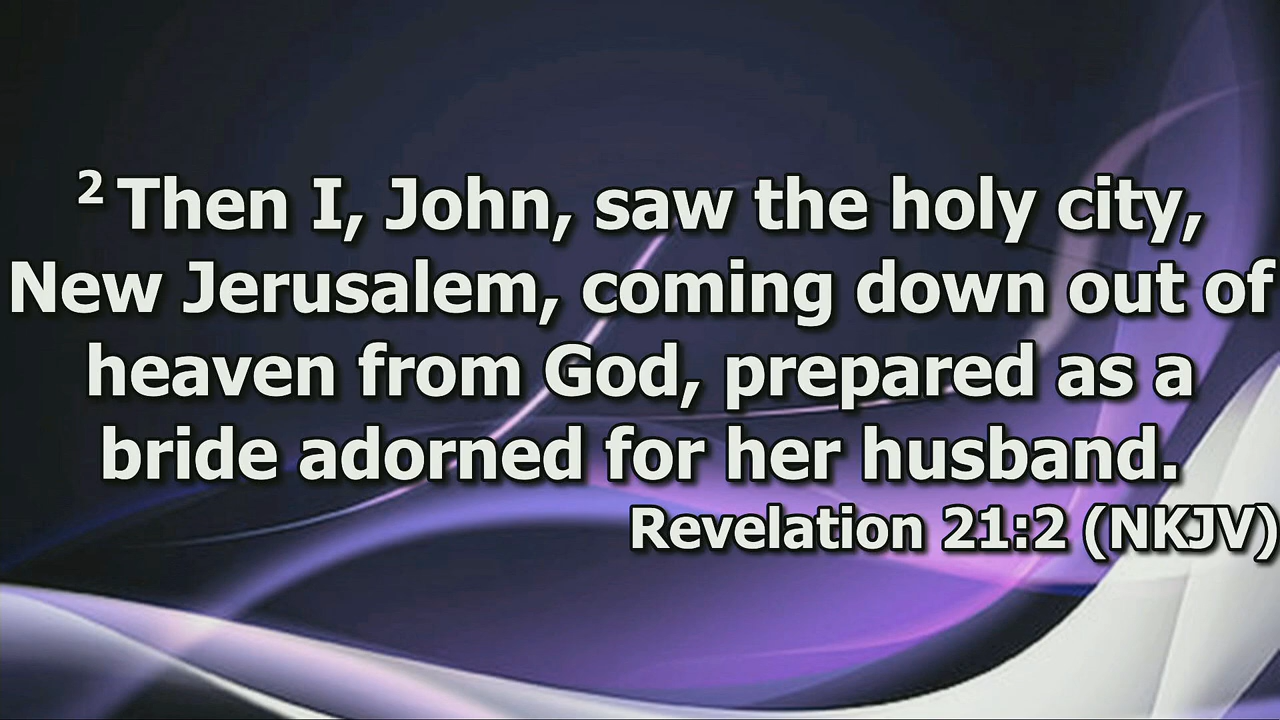 2 Then I, John, saw the holy city,
New Jerusalem, coming down out of
heaven from God, prepared as a
bride adorned for her husband.
Revelation 21:2 (NKJV)